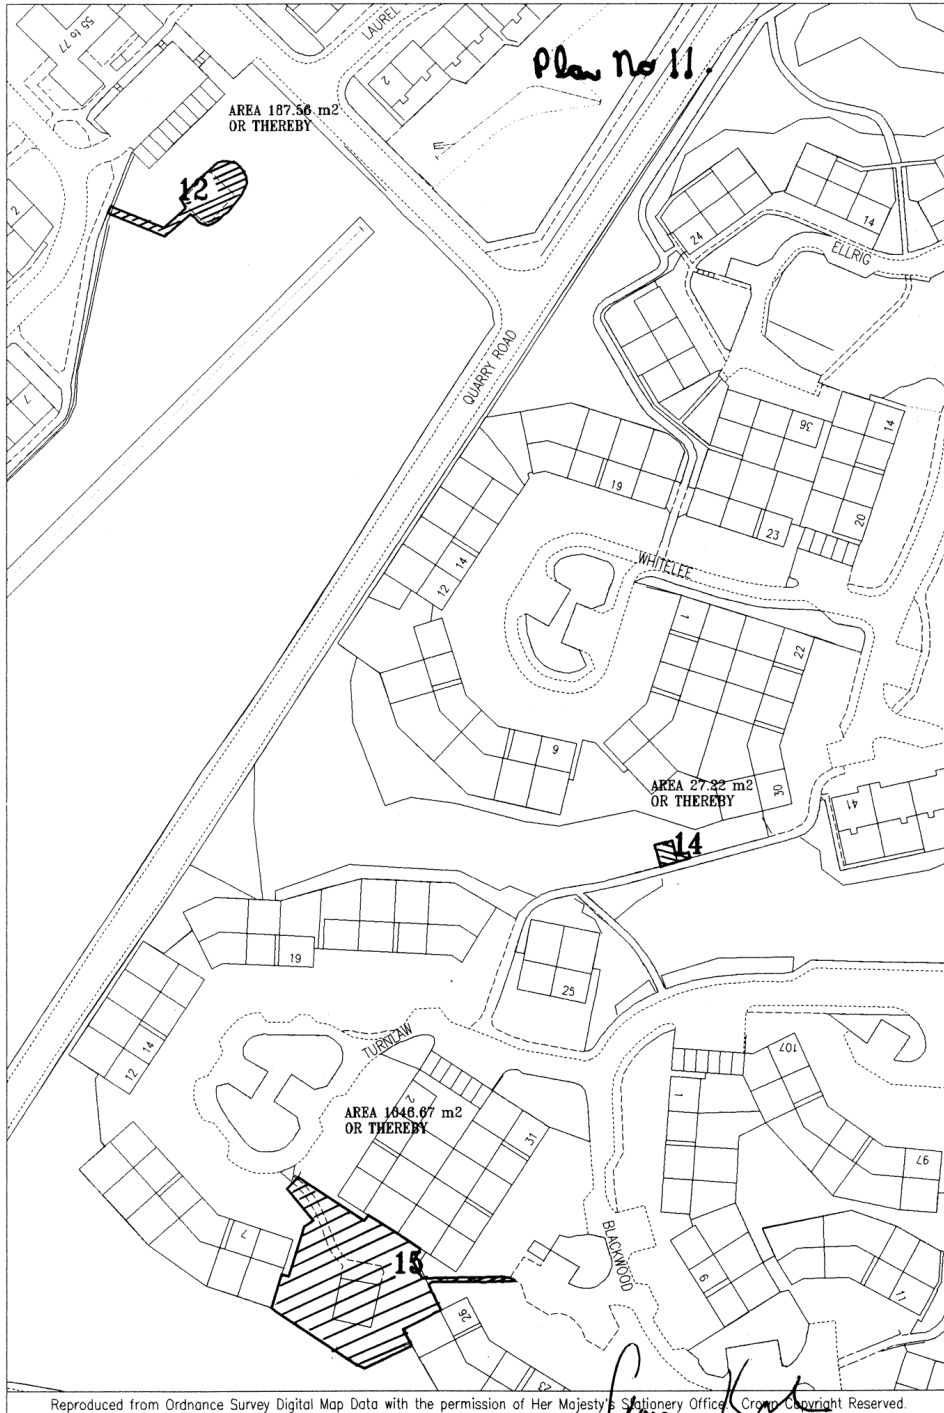 Plan No 11.
55 to 77
LAUREL
2
AREA 187.56 m2
OR THEREBY
12
2
7
24
14
ELLRIG
QUARRY ROAD
36
14
19
23
20
14
12
WHITELEE
1
22
6
AREA 27.22 m2
OR THEREBY
30
41
14
19
25
14
12
TURNLAW
107
2
1
AREA 1646.67 m2
OR THEREBY
31
97
7
15
BLACKWOOD
9
11
26
23
Reproduced from Ordnance Survey Digital Map Data with the permission of Her Majesty's Stationery Office. Crown Copyright Reserved.